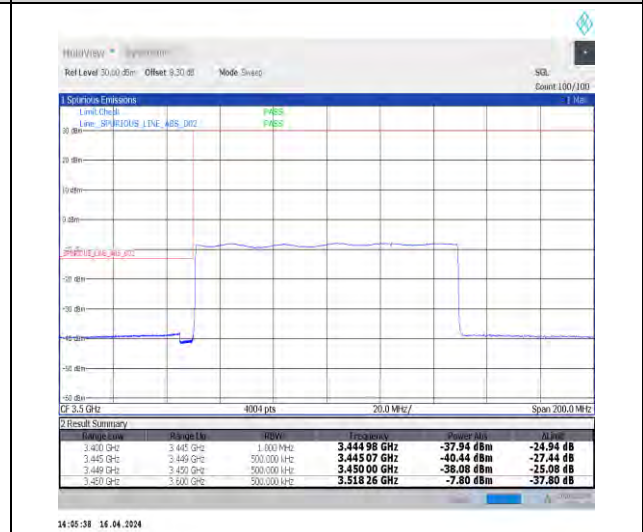 MultiView
Ref Level 30.00 dBm Offset 9.30 dB Mode Sweep SGL
Count 100/100
1 Spurious Emissions 1 Max
Limit Check PASS
Line _SPURIOUS_LINE_ABS_002 PASS
30 dBm
20 dBm
10 dBm
0 dBm
_SPURIOUS_LINE_ABS_002
-20 dBm
-30 dBm
-40 dBm
-50 dBm
CF 3.5 GHz 4004 pts 20.0 MHz/ Span 200.0 MHz
2 Result Summary
Range Low Range Up RBW Frequency Power Abs ΔLimit
3.400 GHz 3.445 GHz 1.000 MHz 3.444 98 GHz -37.94 dBm -24.94 dB
3.445 GHz 3.449 GHz 500.000 kHz 3.445 07 GHz -40.44 dBm -27.44 dB
3.449 GHz 3.450 GHz 500.000 kHz 3.450 00 GHz -38.08 dBm -25.08 dB
3.450 GHz 3.600 GHz 500.000 kHz 3.518 26 GHz -7.80 dBm -37.80 dB
14:05:38 16.04.2024